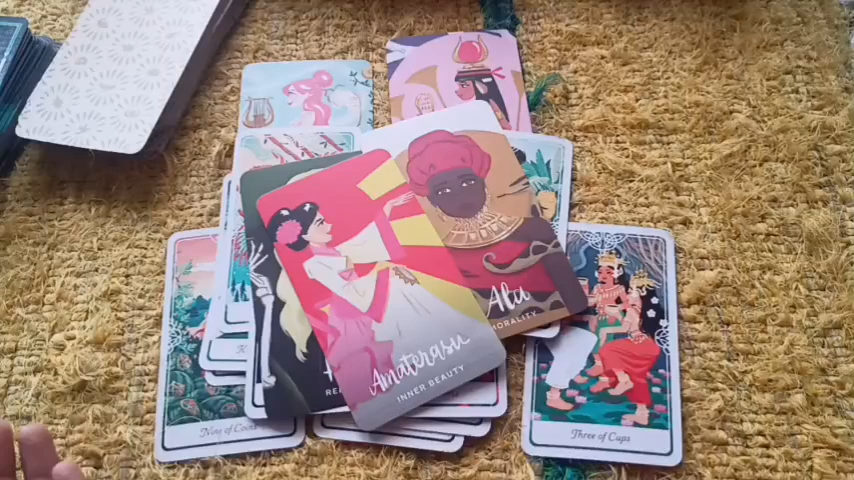 Ala
MORALITY
Amaterasu
INNER BEAUTY
Nine of Coins
Three of Cups